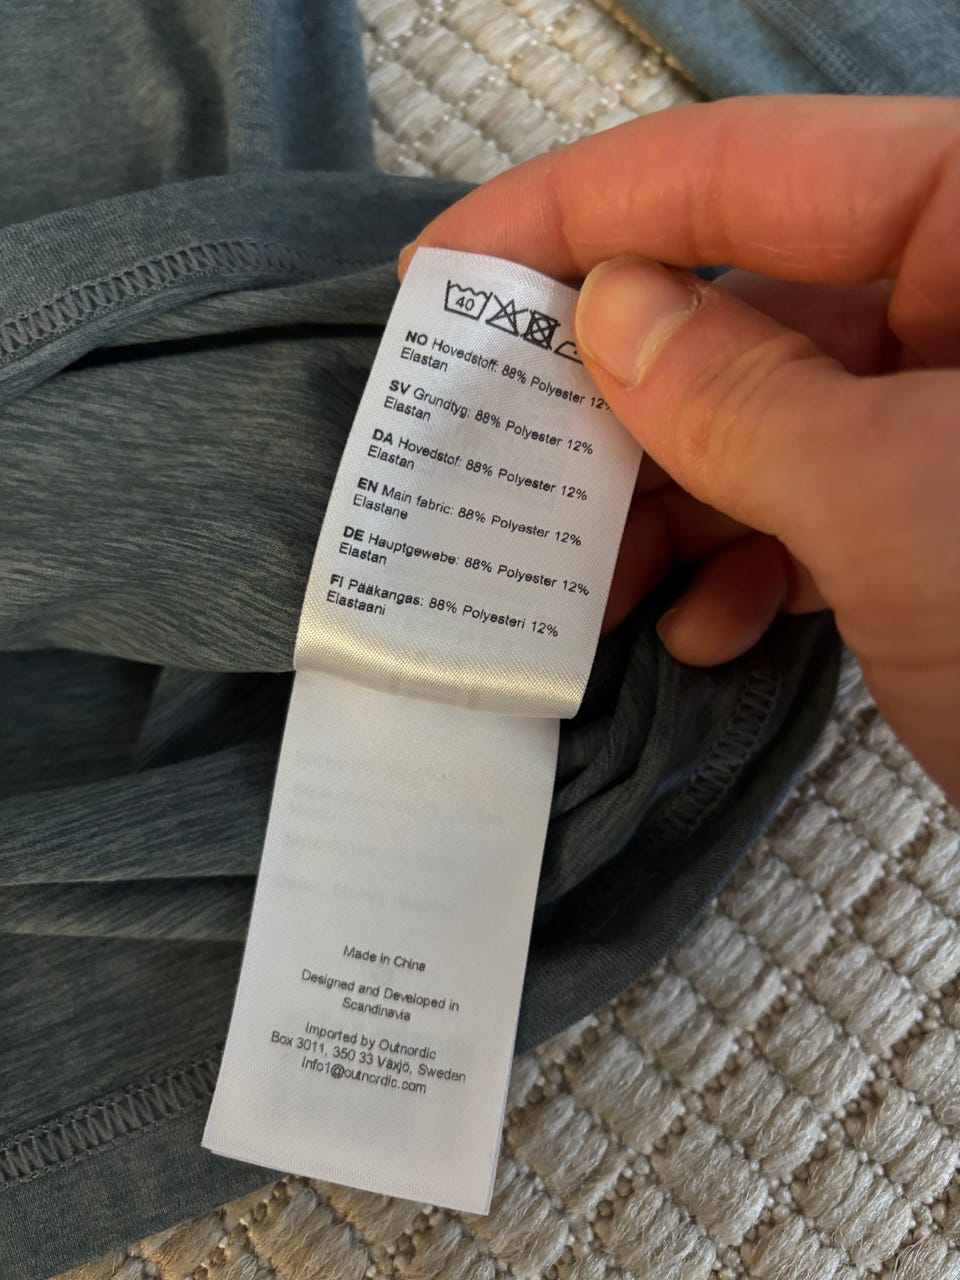 40
NO Hovedstoff: 88% Polyester 12%
Elastan
SV Grundtyg: 88% Polyester 12%
Elastan
DA Hovedstof: 88% Polyester 12%
Elastan
EN Main fabric: 88% Polyester 12%
Elastane
DE Hauptgewebe: 88% Polyester 12%
Elastan
FI Pääkangas: 88% Polyesteri 12%
Elastaani
Made in China
Designed and Developed in
Scandinavia
Imported by Outnordic
Box 3011, 350 33 Växjö, Sweden
Info1@outnordic.com